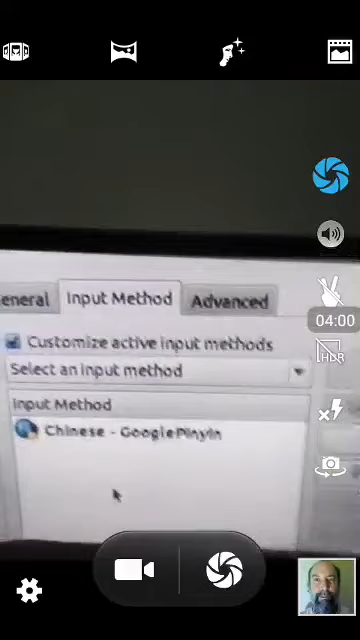 eneral Input Method Advanced
Customize active input methods
Select an input method
04:00
HDR
Input Method
Chinese - GooglePinyin